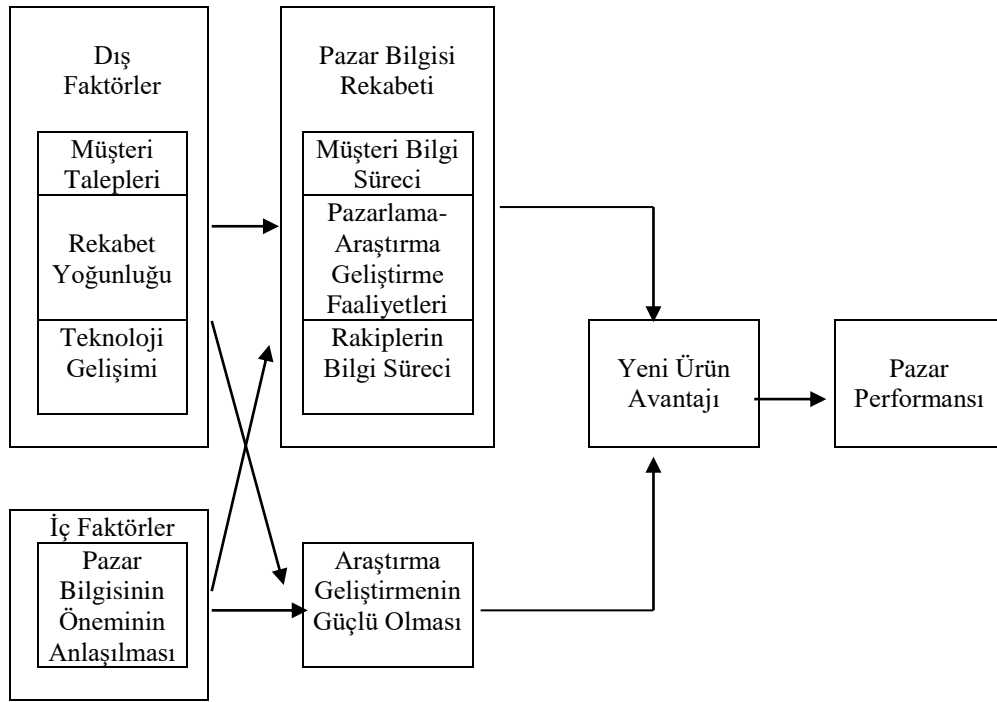 Dış
Faktörler
Müşteri
Talepleri
Rekabet
Yoğunluğu
Teknoloji
Gelişimi
Pazar Bilgisi
Rekabeti
Müşteri Bilgi
Süreci
Pazarlama-
Araştırma
Geliştirme
Faaliyetleri
Rakiplerin
Bilgi Süreci
Yeni Ürün
Avantajı
Pazar
Performansı
İç Faktörler
Pazar
Bilgisinin
Öneminin
Anlaşılması
Araştırma
Geliştirmenin
Güçlü Olması